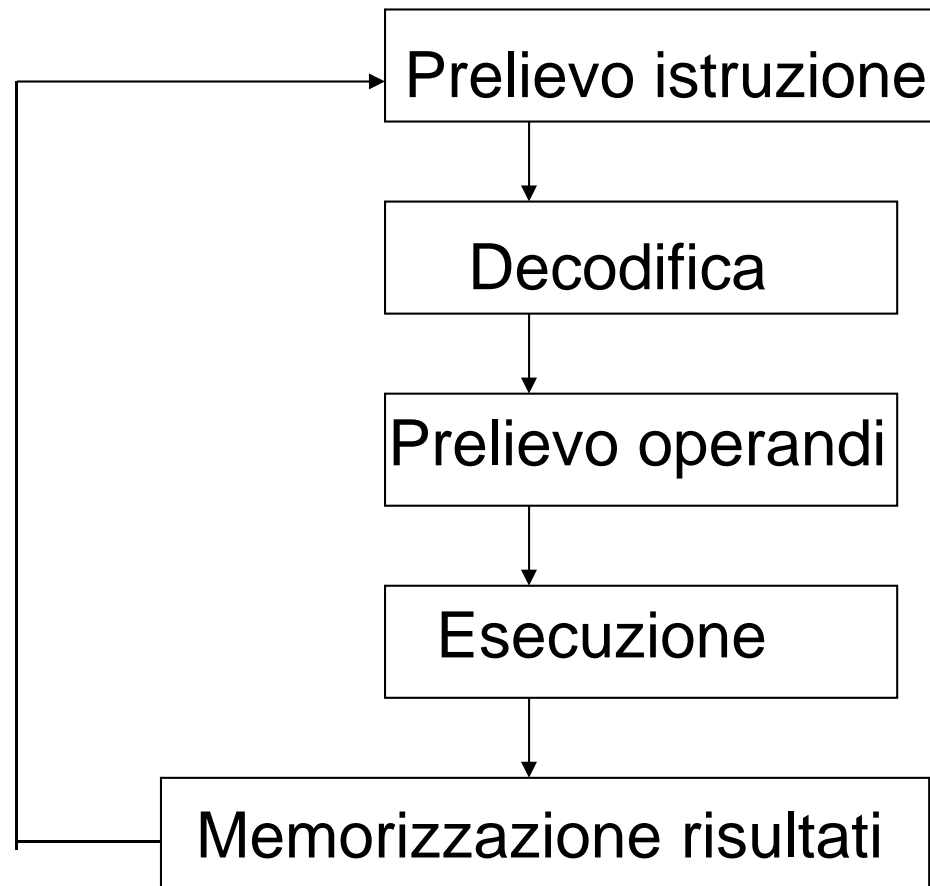 Prelievo istruzione
Decodifica
Prelievo operandi
Esecuzione
Memorizzazione risultati